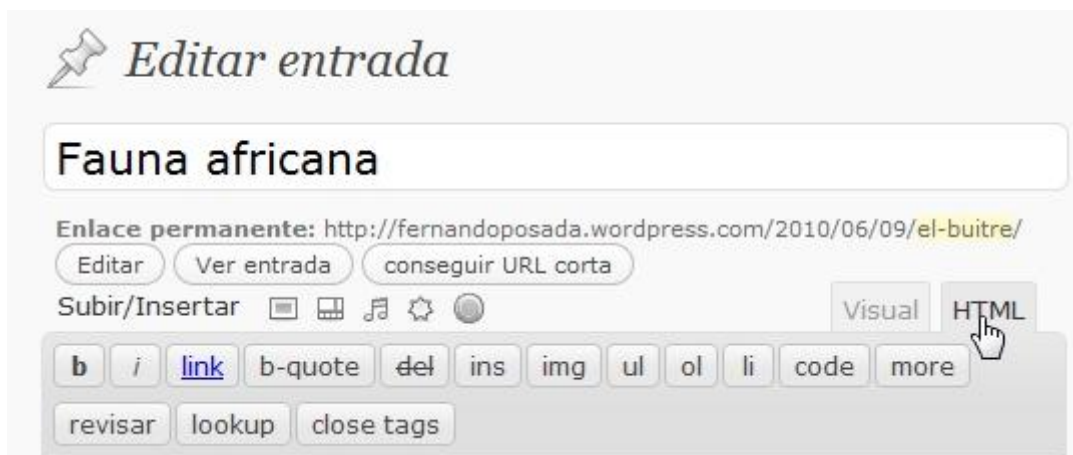 Editar entrada
Fauna africana
Enlace permanente: http://fernandoposada.wordpress.com/2010/06/09/el-buitre/
Editar Ver entrada conseguir URL corta
Subir/Insertar Visual HTML
b i link b-quote del ins img ul ol li code more
revisar lookup close tags